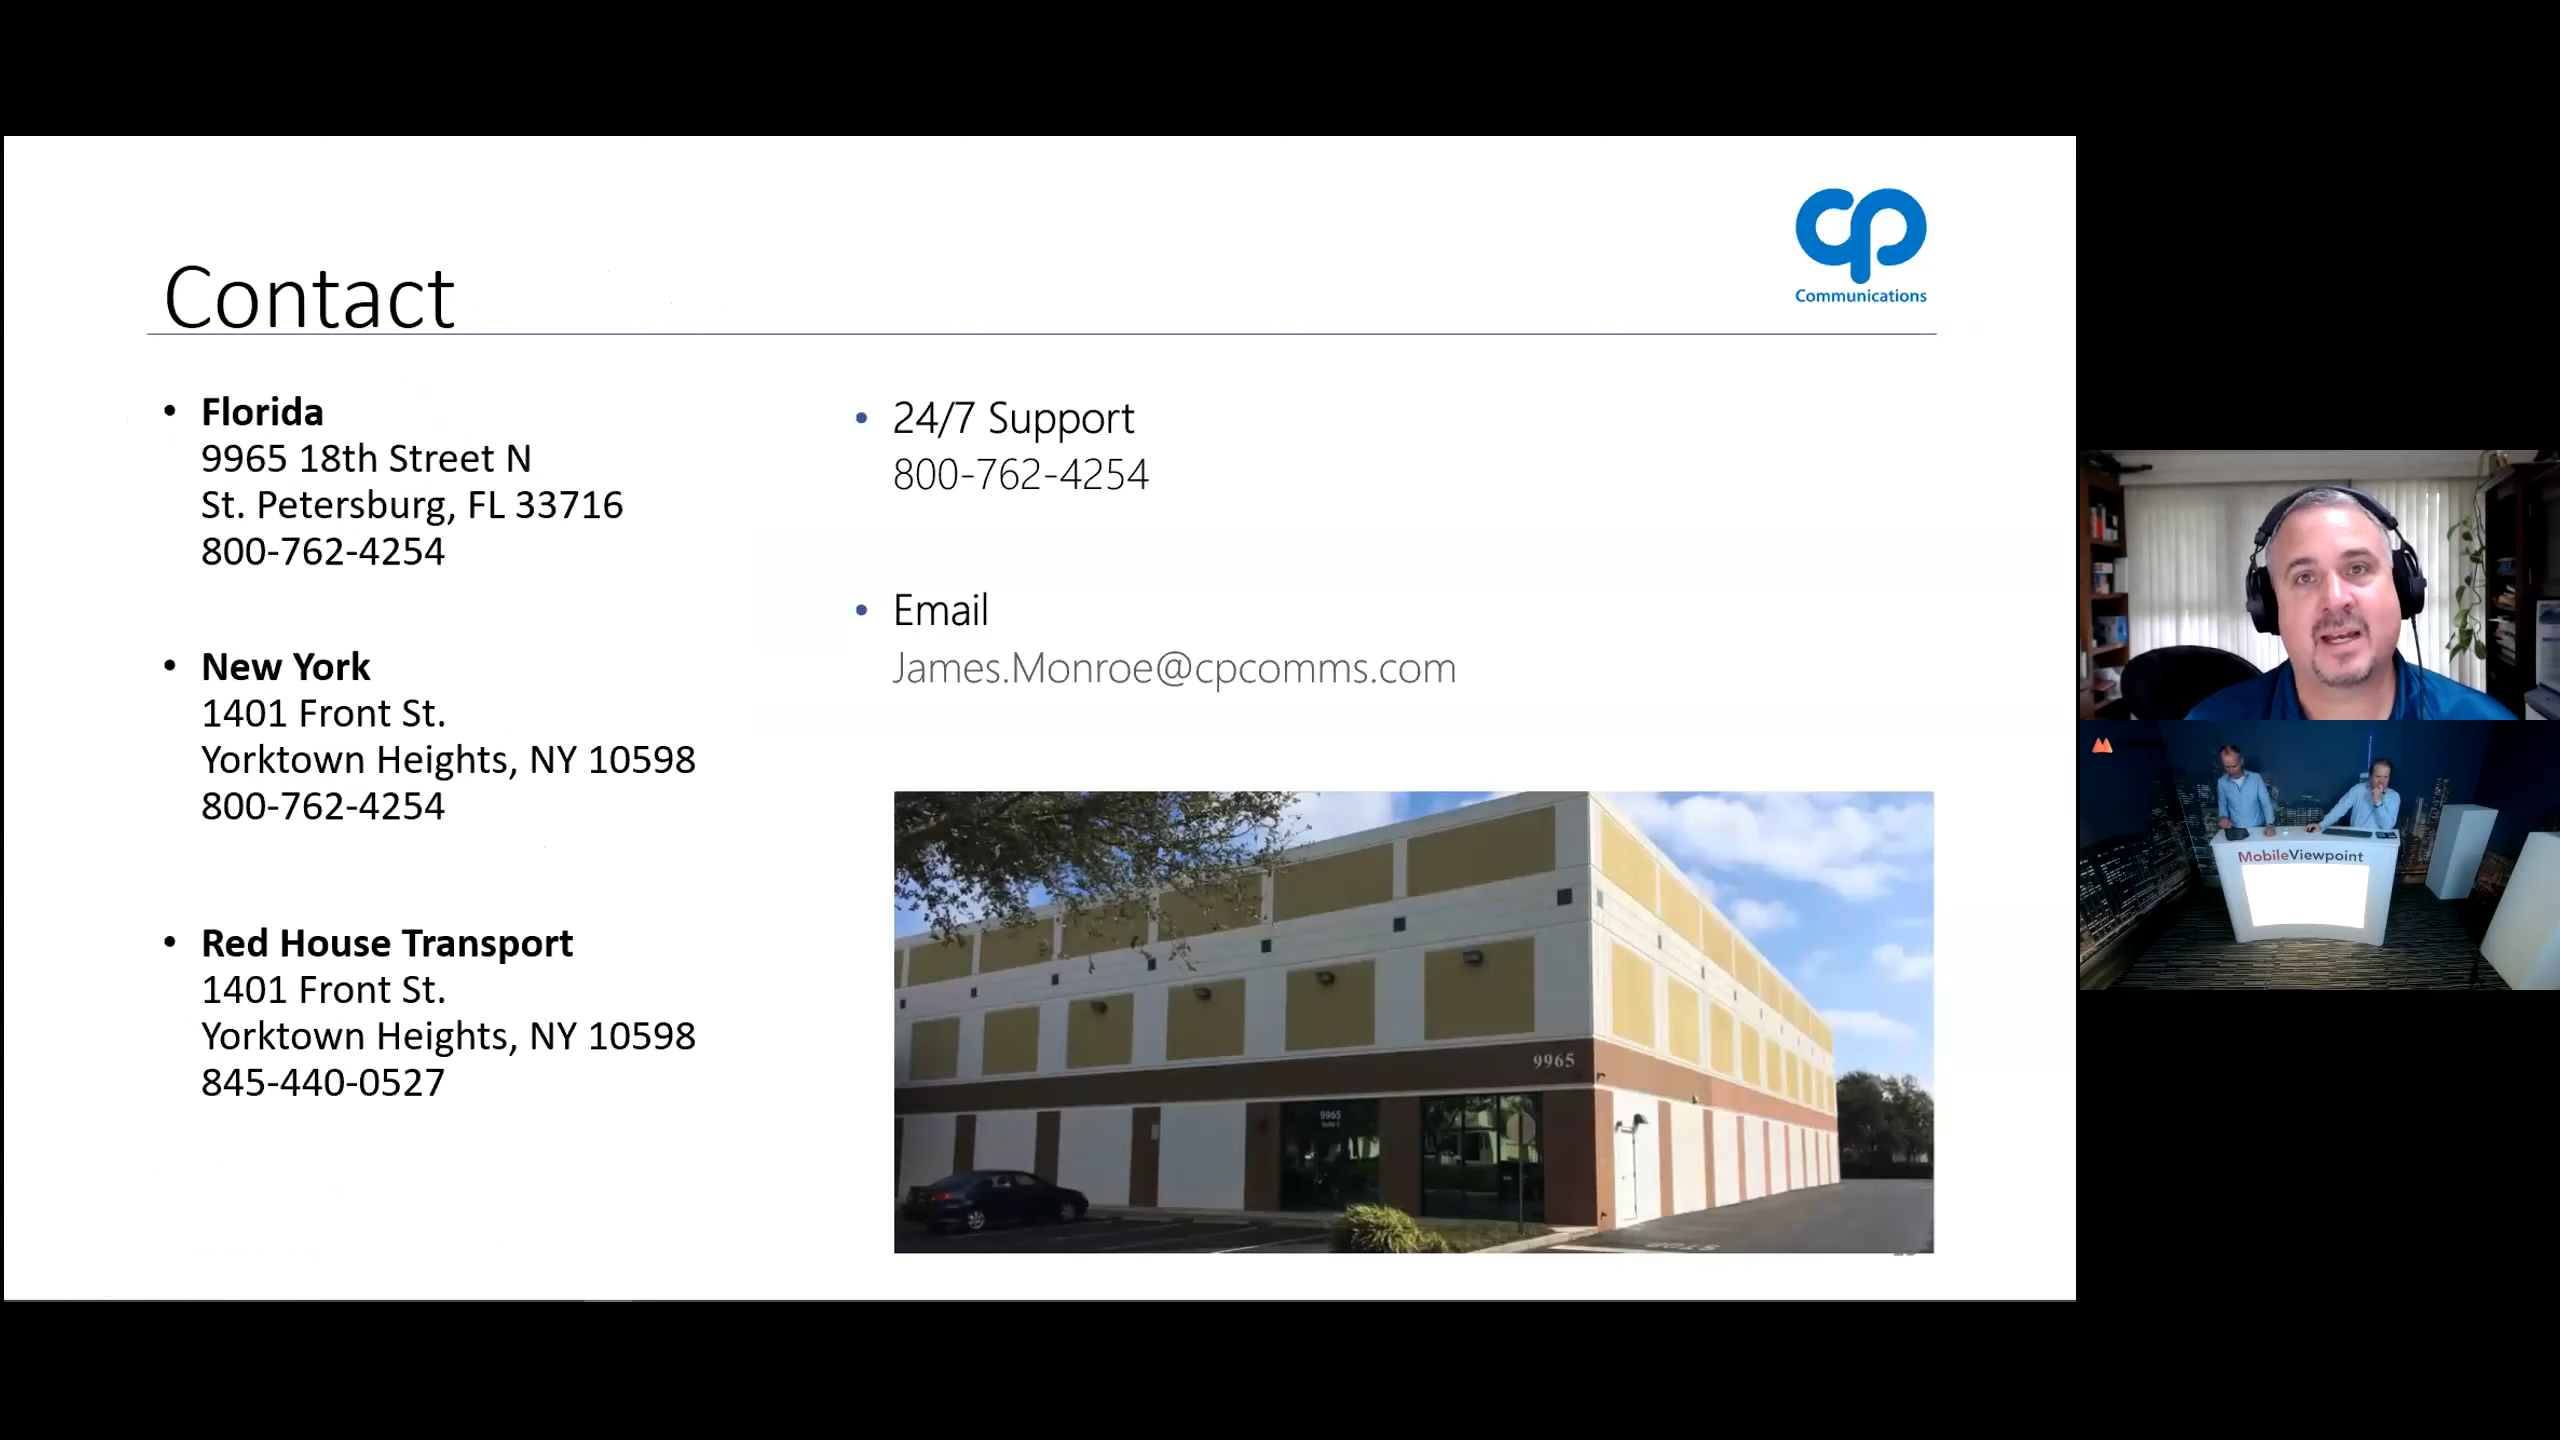 cp
Communications
Contact
• Florida
9965 18th Street N
St. Petersburg, FL 33716
800-762-4254
• New York
1401 Front St.
Yorktown Heights, NY 10598
800-762-4254
• Red House Transport
1401 Front St.
Yorktown Heights, NY 10598
845-440-0527
• 24/7 Support
800-762-4254
• Email
James.Monroe@cpcomms.com
9965
9965
STOP
MobileViewpoint